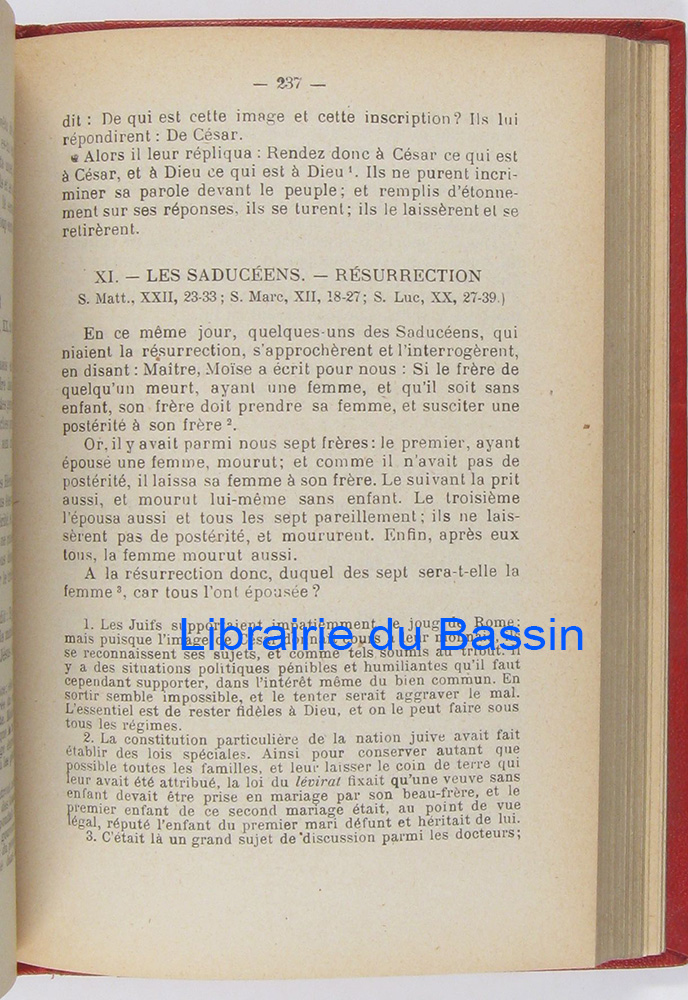 — 237 —
dit : De qui est cette image et cette inscription? Ils lui
répondirent : De César.
Alors il leur répliqua : Rendez donc à César ce qui est
à César, et à Dieu ce qui est à Dieu ¹. Ils ne purent incri-
miner sa parole devant le peuple; et remplis d'étonne-
ment sur ses réponses, ils se turent; ils le laissèrent et se
retirèrent.
XI. — LES SADUCÉENS. — RÉSURRECTION
S. Matt., XXII, 23-33; S. Marc, XII, 18-27; S. Luc, XX, 27-39.)
En ce même jour, quelques-uns des Saducéens, qui
niaient la résurrection, s'approchèrent et l'interrogèrent,
en disant : Maître, Moïse a écrit pour nous : Si le frère de
quelqu'un meurt, ayant une femme, et qu'il soit sans
enfant, son frère doit prendre sa femme, et susciter une
postérité à son frère ².
Or, il y avait parmi nous sept frères : le premier, ayant
épousé une femme, mourut; et comme il n'avait pas de
postérité, il laissa sa femme à son frère. Le suivant la prit
aussi, et mourut lui-même sans enfant. Le troisième
l'épousa aussi et tous les sept pareillement; ils ne lais-
sèrent pas de postérité, et moururent. Enfin, après eux
tous, la femme mourut aussi.
A la résurrection donc, duquel des sept sera-t-elle la
femme ³, car tous l'ont épousée ?
1. Les Juifs supportaient impatiemment le joug de Rome;
Librairie du Bassin
mais puisque l'image de César donnait cours à leur monnaie, ils
se reconnaissent ses sujets, et comme tels soumis au tribut. Il
y a des situations politiques pénibles et humiliantes qu'il faut
cependant supporter, dans l'intérêt même du bien commun. En
sortir semble impossible, et le tenter serait aggraver le mal.
L'essentiel est de rester fidèles à Dieu, et on le peut faire sous
tous les régimes.
2. La constitution particulière de la nation juive avait fait
établir des lois spéciales. Ainsi pour conserver autant que
possible toutes les familles, et leur laisser le coin de terre qui
leur avait été attribué, la loi du lévirat fixait qu'une veuve sans
enfant devait être prise en mariage par son beau-frère, et le
premier enfant de ce second mariage était, au point de vue
légal, réputé l'enfant du premier mari défunt et héritait de lui.
3. C'était là un grand sujet de discussion parmi les docteurs;